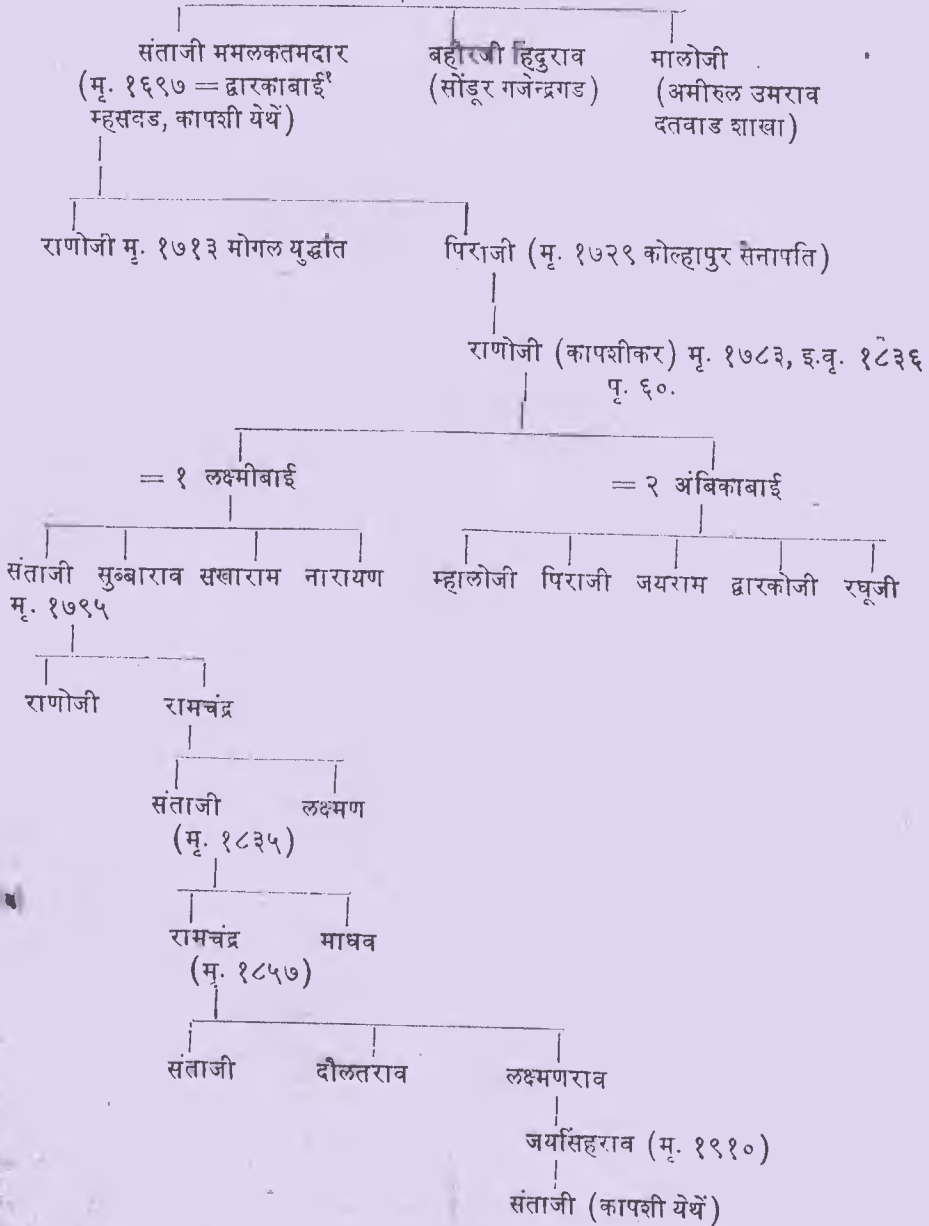 संताजी ममलकतमदार बहीरजी हिंदुराव मालोजी
(मृ. १६९७ = द्वारकाबाई१ (सोंडूर गजेन्द्रगड) (अमीरुल उमराव
म्हसवड, कापशी येथें) दतवाड शाखा)
राणोजी मृ. १७१३ मोगल युद्धांत पिराजी (मृ. १७२९ कोल्हापुर सेनापति)
राणोजी (कापशीकर) मृ. १७८३, इ.वृ. १८३६
पृ. ६०.
= १ लक्ष्मीबाई = २ अंबिकाबाई
संताजी सुब्बाराव सखाराम नारायण म्हालोजी पिराजी जयराम द्वारकोजी रघूजी
मृ. १७९५
राणोजी रामचंद्र
संताजी लक्ष्मण
(मृ. १८३५)
रामचंद्र माधव
(मृ. १८५७)
संताजी दौलतराव लक्ष्मणराव
जयसिंहराव (मृ. १९१०)
संताजी (कापशी येथें)